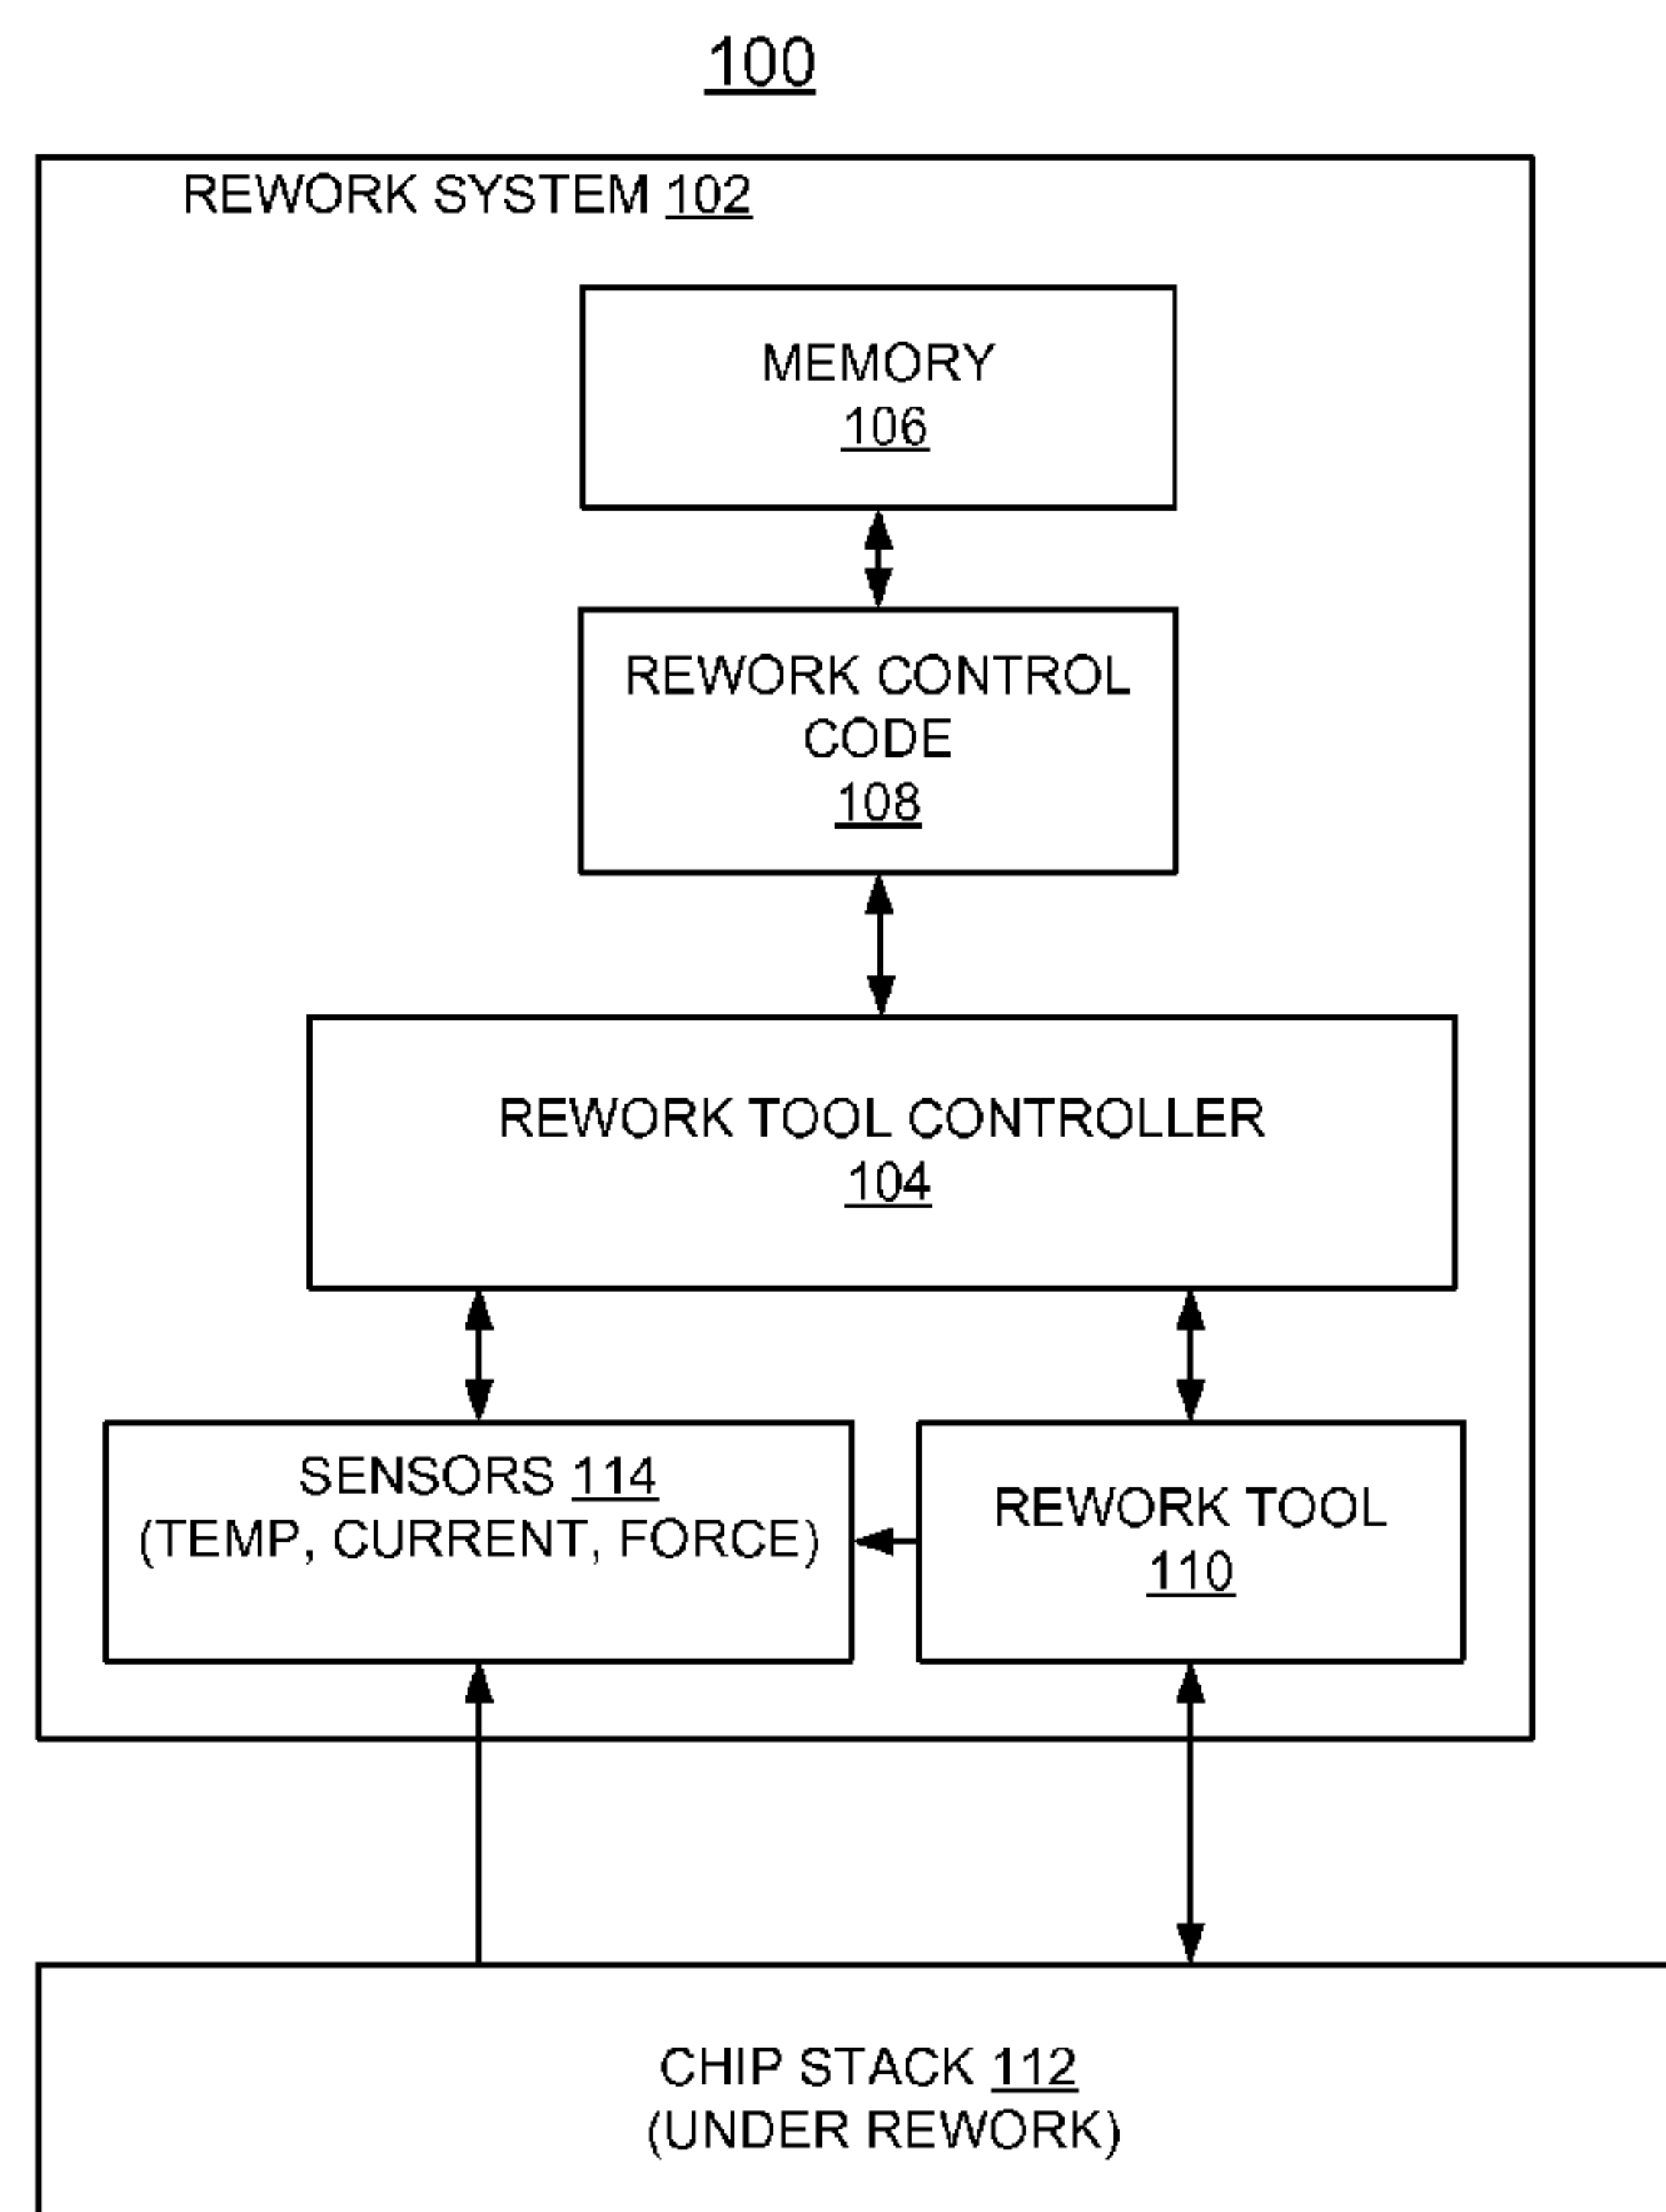 100
REWORK SYSTEM 102
MEMORY
106
REWORK CONTROL
CODE
108
REWORK TOOL CONTROLLER
104
SENSORS 114
(TEMP, CURRENT, FORCE)
REWORK TOOL
110
CHIP STACK 112
(UNDER REWORK)